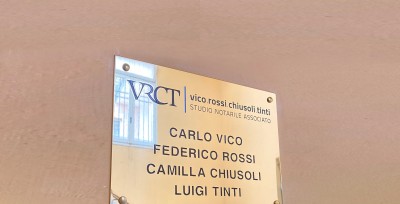 VRCT vico.rossi.chiusoli.tinti
STUDIO NOTARILE ASSOCIATO
CARLO VICO
FEDERICO ROSSI
CAMILLA CHIUSOLI
LUIGI TINTI